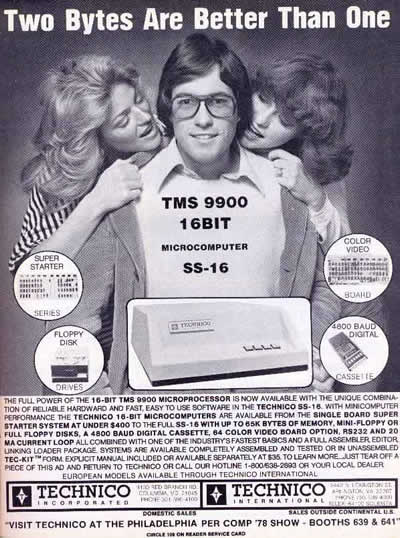 Two Bytes Are Better Than One
TMS 9900
16BIT
MICROCOMPUTER
SS-16
SUPER
STARTER
SERIES
COLOR
VIDEO
BOARD
FLOPPY
DISK
DRIVES
4800 BAUD
DIGITAL
CASSETTE
TECHNICO
THE FULL POWER OF THE 16-BIT TMS 9900 MICROPROCESSOR IS NOW AVAILABLE WITH THE UNIQUE COMBINA-
TION OF RELIABLE HARDWARE AND FAST, EASY TO USE SOFTWARE IN THE TECHNICO SS-16. WITH MINICOMPUTER
PERFORMANCE THE TECHNICO 16-BIT MICROCOMPUTERS ARE AVAILABLE FROM THE SINGLE BOARD SUPER
STARTER SYSTEM AT UNDER $400 TO THE FULL SS-16 WITH UP TO 65K BYTES OF MEMORY, MINI-FLOPPY OR
FULL FLOPPY DISKS, A 4800 BAUD DIGITAL CASSETTE, 64 COLOR VIDEO BOARD OPTION, RS232 AND 20
MA CURRENT LOOP ALL COMBINED WITH ONE OF THE INDUSTRY'S FASTEST BASICS AND A FULL ASSEMBLER, EDITOR,
LINKING LOADER PACKAGE. SYSTEMS ARE AVAILABLE COMPLETELY ASSEMBLED AND TESTED OR IN UNASSEMBLED
TEC-KIT™ FORM. EXPLICIT MANUAL INCLUDED OR AVAILABLE SEPARATELY AT $35. TO LEARN MORE, JUST TEAR OFF A
PIECE OF THIS AD AND RETURN TO TECHNICO OR CALL OUR HOTLINE 1-800/638-2893 OR YOUR LOCAL DEALER.
EUROPEAN MODELS AVAILABLE THROUGH TECHNICO INTERNATIONAL
TECHNICO
INCORPORATED
COLUMBIA, MD 21045
TECHNICO
INTERNATIONAL
DOMESTIC SALES
SALES OUTSIDE CONTINENTAL U.S.
"VISIT TECHNICO AT THE PHILADELPHIA PER COMP '78 SHOW - BOOTHS 639 & 641"
CIRCLE 108 ON READER SERVICE CARD